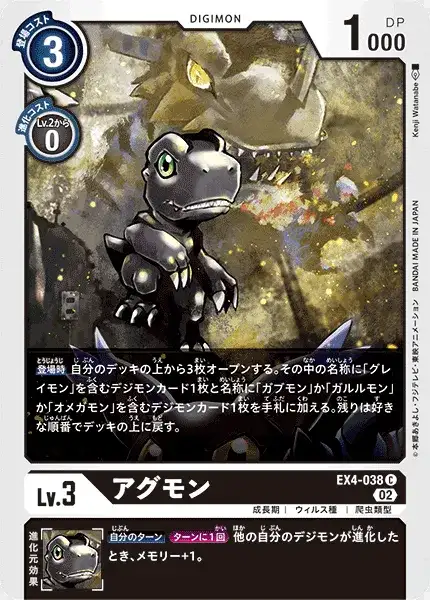 登場コスト
3
DIGIMON
1000
DP
進化コスト
Lv.2から
0
Kenji Watanabe
©本郷あきよし・フジテレビ・東映アニメーション BANDAI MADE IN JAPAN
登場時 自分のデッキの上から3枚オープンする。その中の名称に「グレ
イモン」を含むデジモンカード1枚と名称に「ガブモン」か「ガルルモン」
か「オメガモン」を含むデジモンカード1枚を手札に加える。残りは好き
な順番でデッキの上に戻す。
EX4-038 C
Lv.3
アグモン
02
成長期 | ウィルス種 | 爬虫類型
進化元効果
自分のターン ターンに1回 他の自分のデジモンが進化した
とき、メモリー+1。